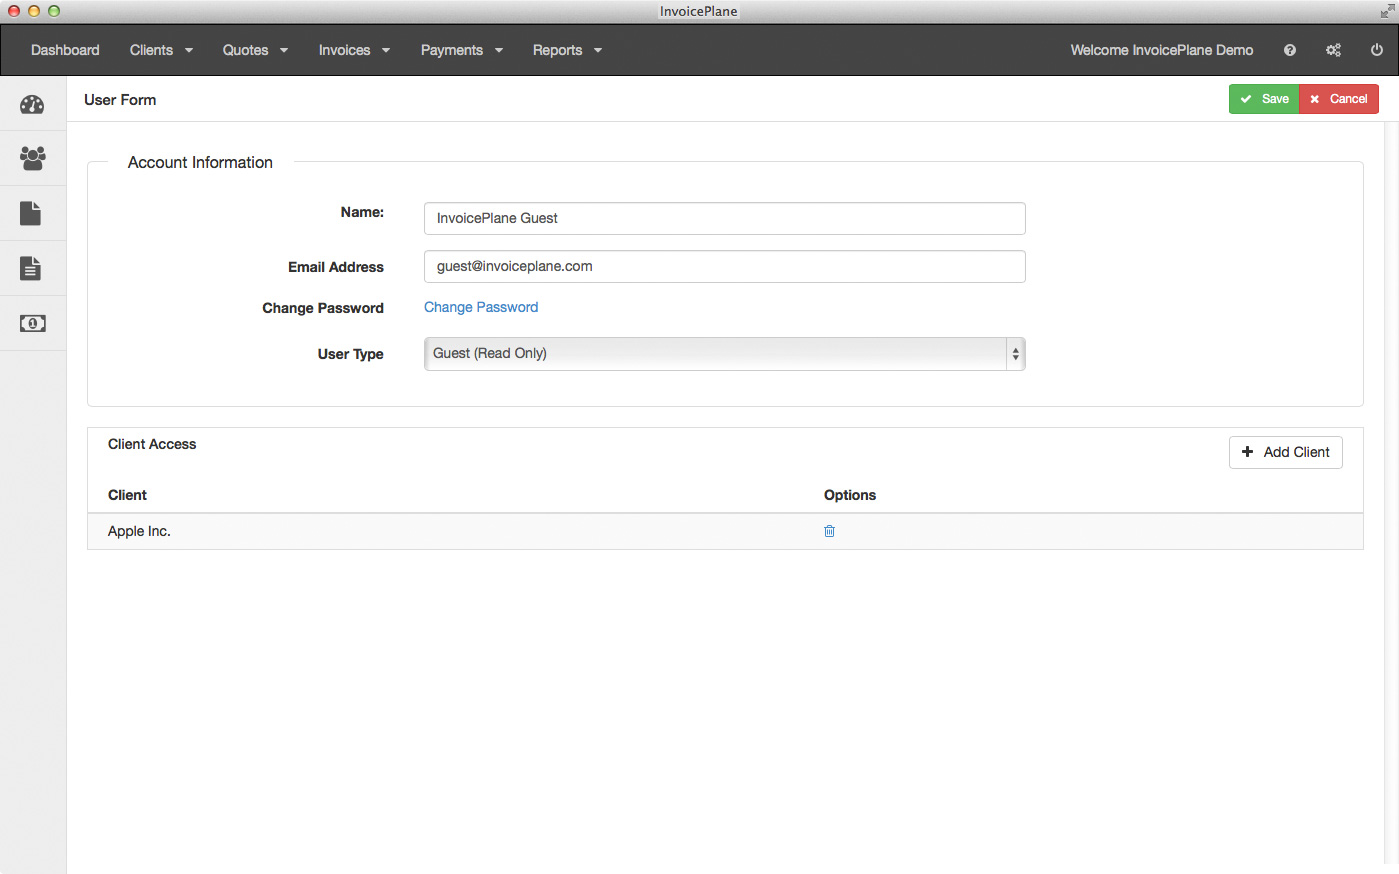 InvoicePlane
Dashboard Clients Quotes Invoices Payments Reports Welcome InvoicePlane Demo
User Form Save Cancel
Account Information
Name: InvoicePlane Guest
Email Address guest@invoiceplane.com
Change Password Change Password
User Type Guest (Read Only)
Client Access Add Client
Client Options
Apple Inc.